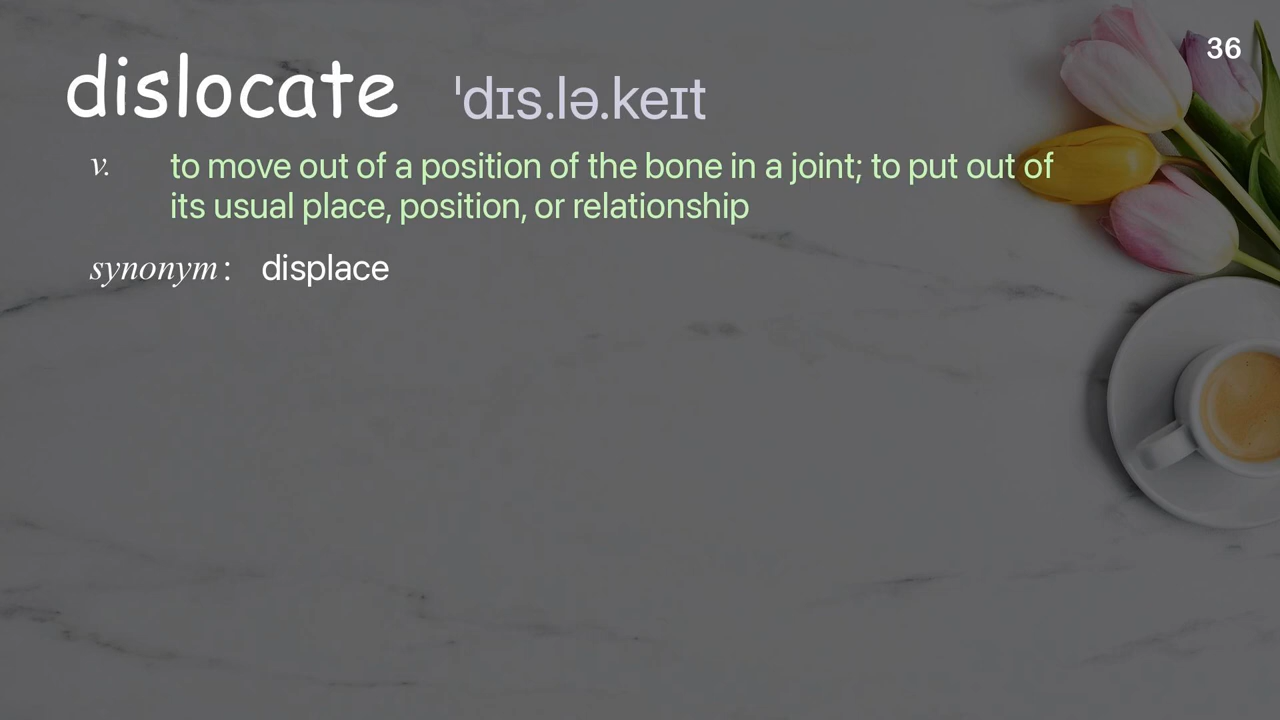 36
dislocate ˈdɪs.lə.keɪt
v. to move out of a position of the bone in a joint; to put out of
its usual place, position, or relationship
synonym: displace